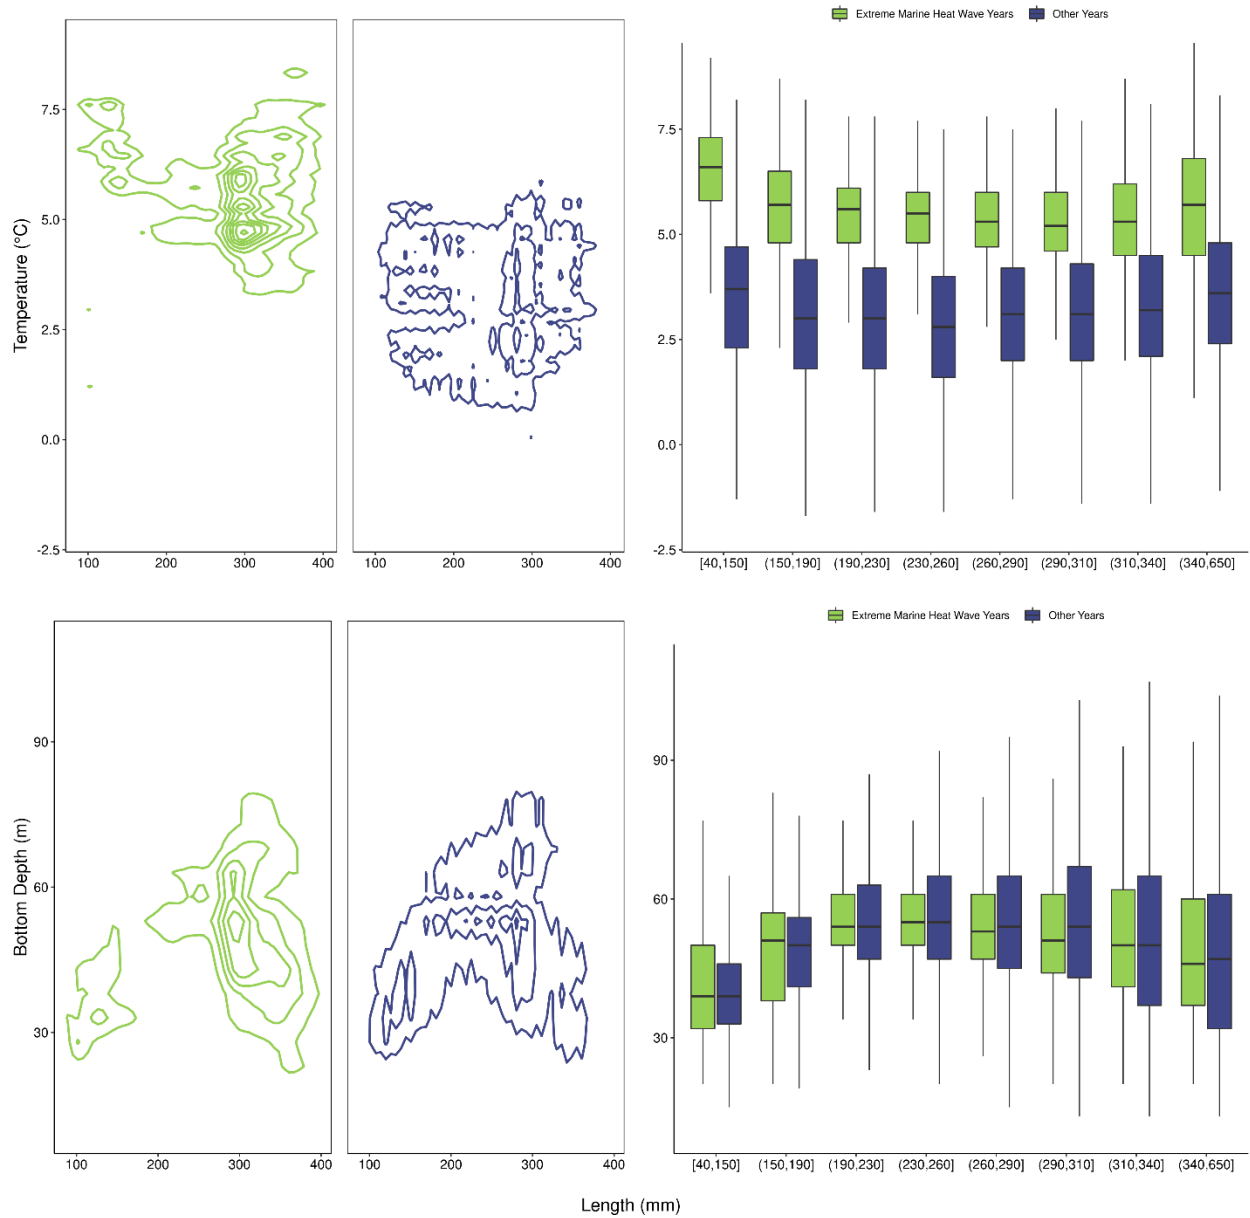 Extreme Marine Heat Wave Years Other Years
Temperature (°C)
7.5
5.0
2.5
0.0
-2.5
100 200 300 400
100 200 300 400
7.5
5.0
2.5
0.0
-2.5
[40,150] (150,190] (190,230] (230,260] (260,290] (290,310] (310,340] (340,650]
Extreme Marine Heat Wave Years Other Years
Bottom Depth (m)
90
60
30
100 200 300 400
100 200 300 400
90
60
30
[40,150] (150,190] (190,230] (230,260] (260,290] (290,310] (310,340] (340,650]
Length (mm)